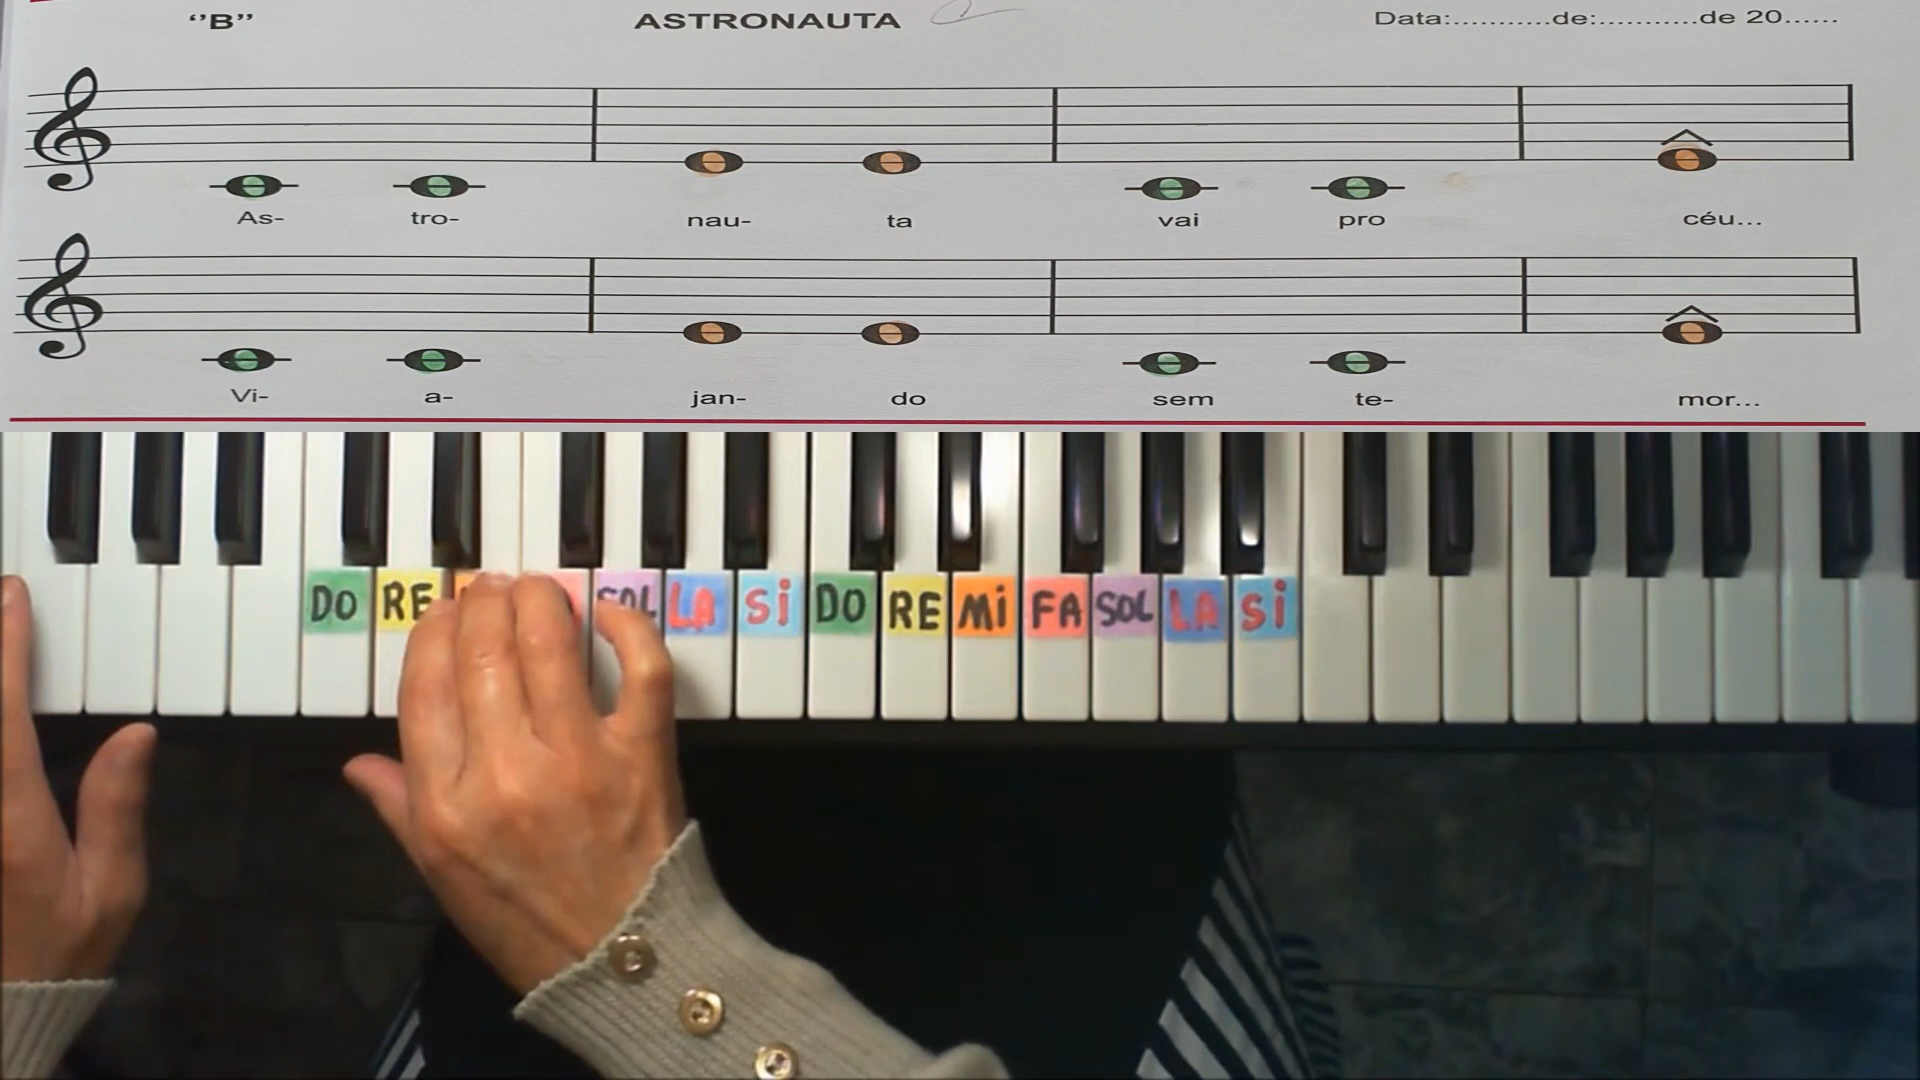 ‘’B’’ ASTRONAUTA Data:...........de:...........de 20......
As- tro- nau- ta vai pro céu...
Vi- a- jan- do sem te- mor...
DO RE SOL LA Si DO RE Mi FA SOL LA Si